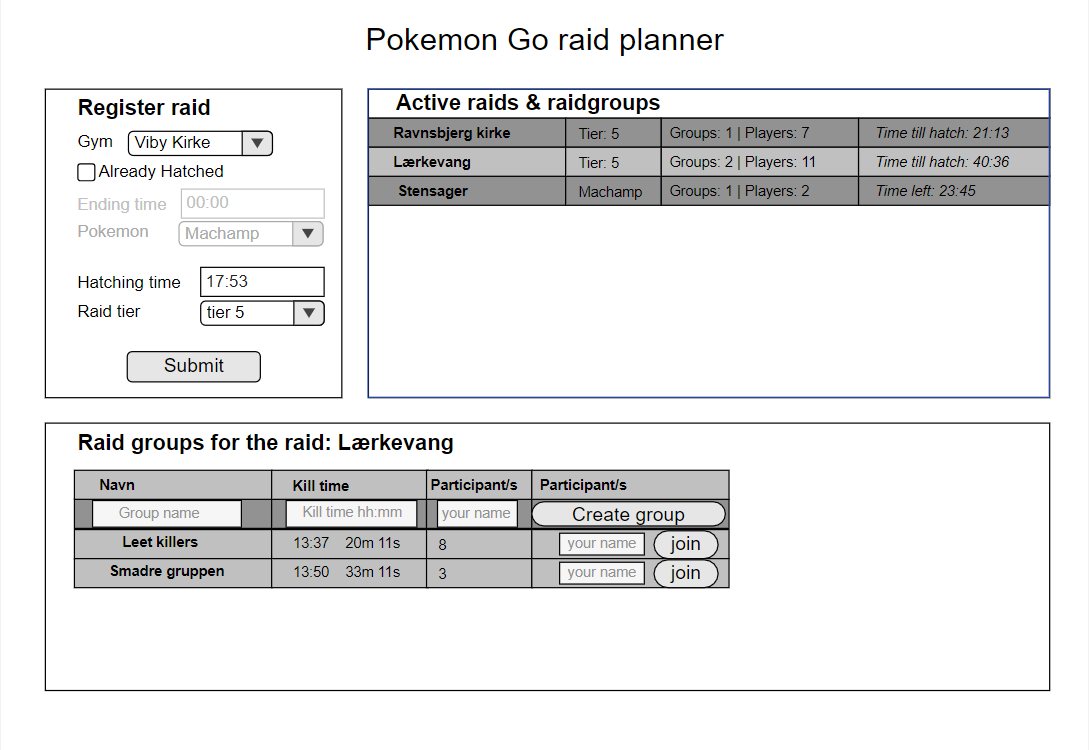 Pokemon Go raid planner
Register raid
Gym Viby Kirke
Already Hatched
Ending time 00:00
Pokemon Machamp
Hatching time 17:53
Raid tier tier 5
Submit
Active raids & raidgroups
Ravnsbjerg kirke Tier: 5 Groups: 1 | Players: 7 Time till hatch: 21:13
Lærkevang Tier: 5 Groups: 2 | Players: 11 Time till hatch: 40:36
Stensager Machamp Groups: 1 | Players: 2 Time left: 23:45
Raid groups for the raid: Lærkevang
Navn Kill time Participant/s Participant/s
Group name Kill time hh:mm your name Create group
Leet killers 13:37 20m 11s 8 your name join
Smadre gruppen 13:50 33m 11s 3 your name join